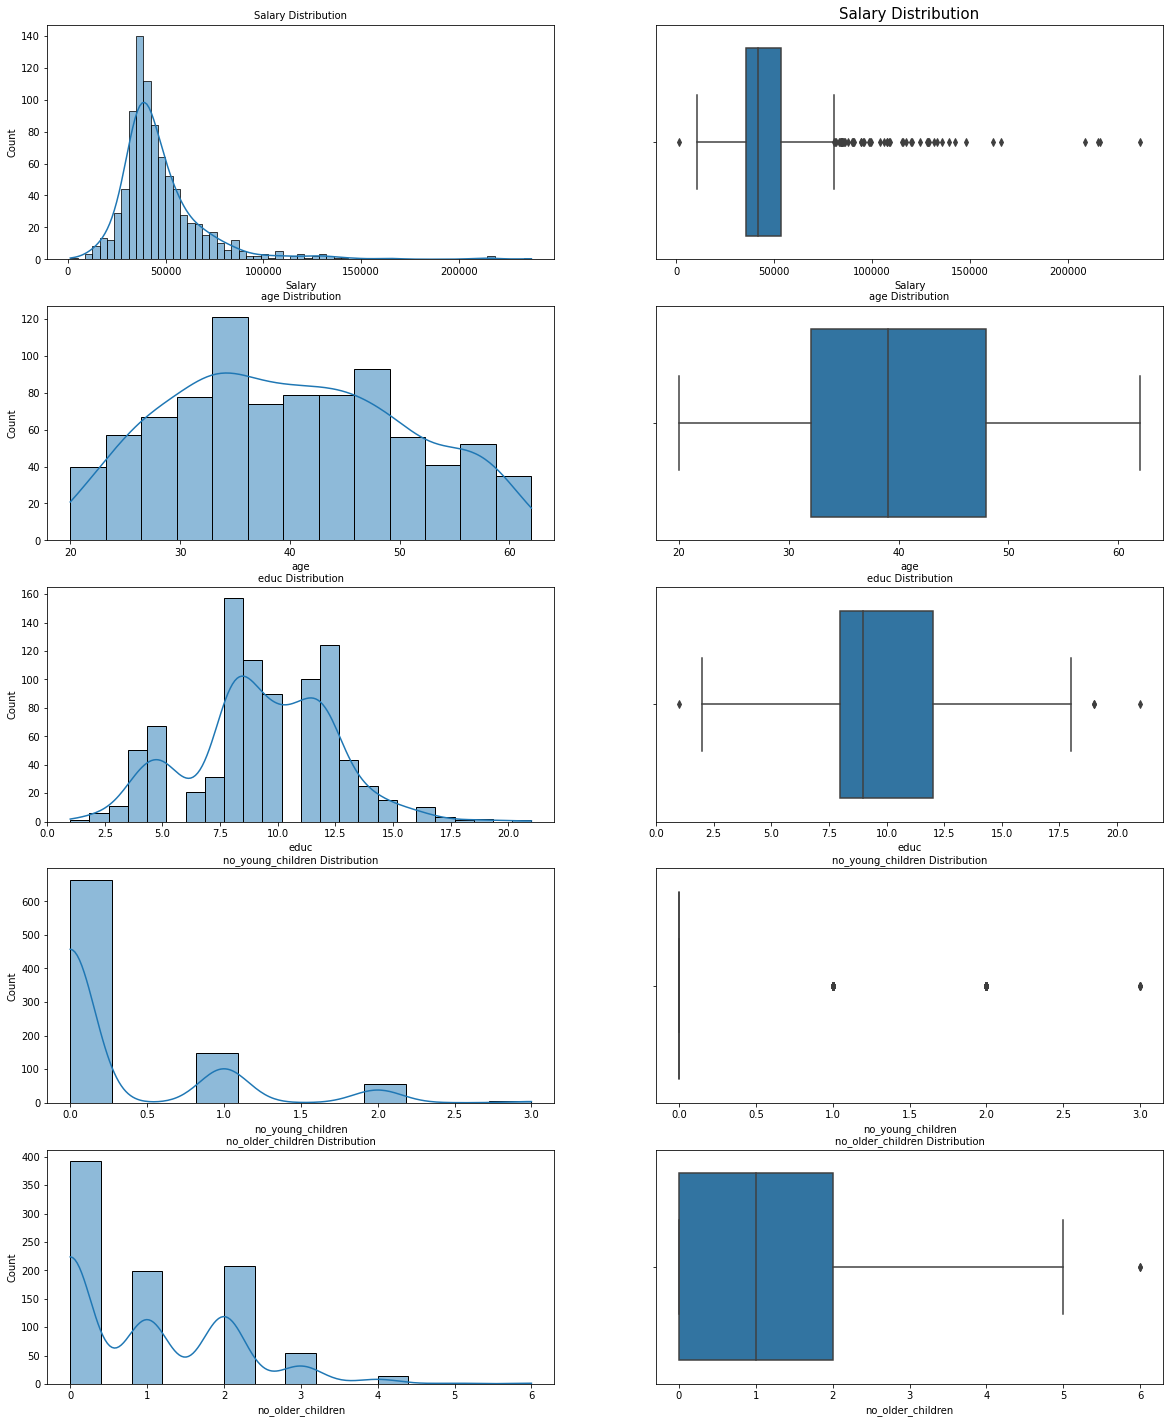 Salary Distribution
Count
140
120
100
80
60
40
20
0
0 50000 100000 150000 200000
Salary
Salary Distribution
0 50000 100000 150000 200000
Salary
age Distribution
Count
120
100
80
60
40
20
0
20 30 40 50 60
age
age Distribution
20 30 40 50 60
age
educ Distribution
Count
160
140
120
100
80
60
40
20
0
0.0 2.5 5.0 7.5 10.0 12.5 15.0 17.5 20.0
educ
educ Distribution
0.0 2.5 5.0 7.5 10.0 12.5 15.0 17.5 20.0
educ
no_young_children Distribution
Count
600
500
400
300
200
100
0
0.0 0.5 1.0 1.5 2.0 2.5 3.0
no_young_children
no_young_children Distribution
0.0 0.5 1.0 1.5 2.0 2.5 3.0
no_young_children
no_older_children Distribution
Count
400
350
300
250
200
150
100
50
0
0 1 2 3 4 5 6
no_older_children
no_older_children Distribution
0 1 2 3 4 5 6
no_older_children